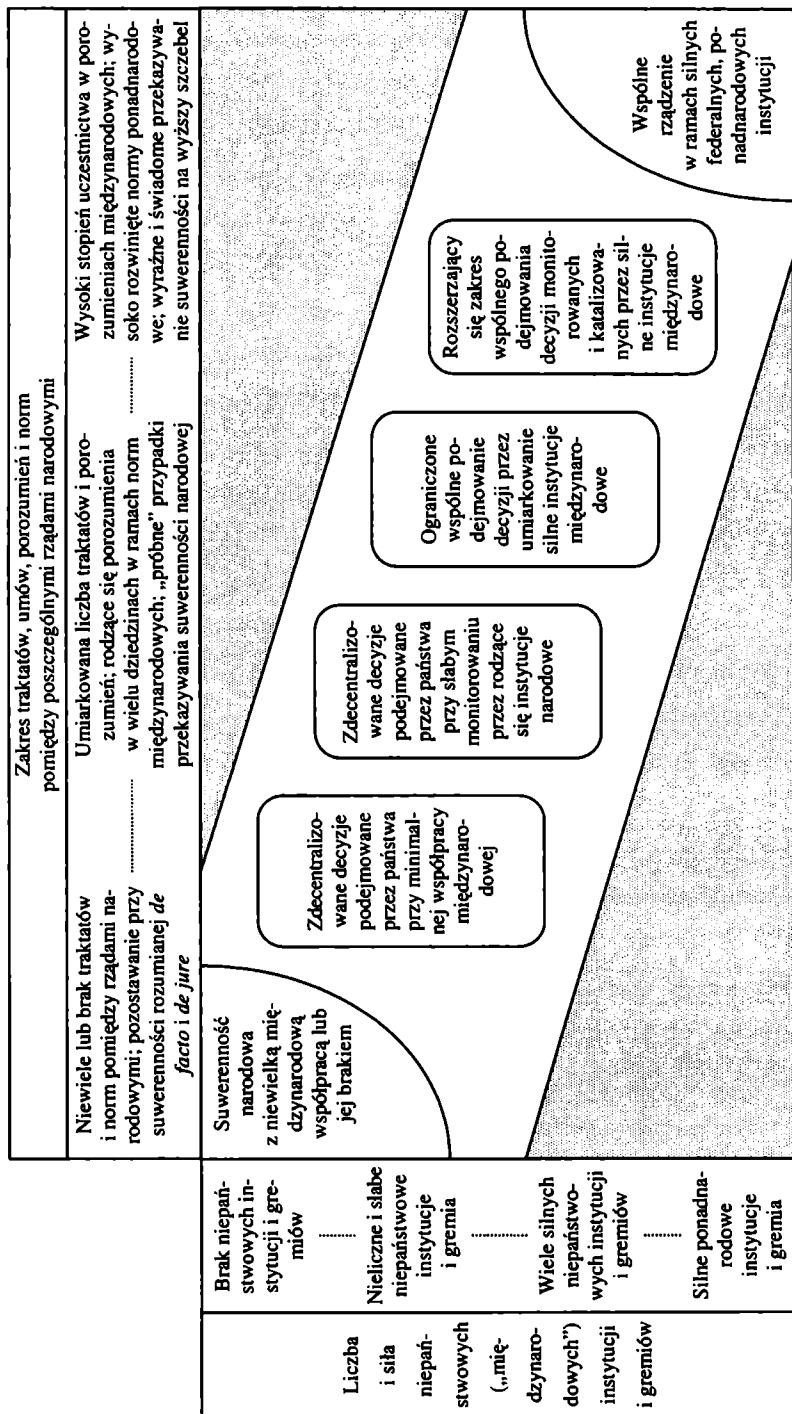 Zakres traktatów, umów, porozumień i norm
pomiędzy poszczególnymi rządami narodowymi
Niewiele lub brak traktatów
i norm pomiędzy rządami na-
rodowymi; pozostawanie przy
suwerenności rozumianej de
facto i de jure
Umiarkowana liczba traktatów i poro-
zumień; rodzące się porozumienia
w wielu dziedzinach w ramach norm
międzynarodowych; „próbne” przypadki
przekazywania suwerenności narodowej
Wysoki stopień uczestnictwa w poro-
zumieniach międzynarodowych; wy-
soko rozwinięte normy ponadnarodo-
we; wyraźne i świadome przekazywa-
nie suwerenności na wyższy szczebel
Liczba
i siła
niepań-
stwowych
(„mię-
dzynaro-
dowych”)
instytucji
i gremiów
Brak niepań-
stwowych in-
stytucji i gre-
miów
Nieliczne i słabe
niepaństwowe
instytucje
i gremia
Wiele silnych
niepaństwo-
wych instytucji
i gremiów
Silne ponadna-
rodowe
instytucje
i gremia
Suwerenność
narodowa
z niewielką mię-
dzynarodową
współpracą lub
jej brakiem
Zdecentralizo-
wane decyzje
podejmowane
przez państwa
przy minimal-
nej współpracy
międzynaro-
dowej
Zdecentralizo-
wane decyzje
podejmowane
przez państwa
przy słabym
monitorowaniu
przez rodzące
się instytucje
narodowe
Ograniczone
wspólne po-
dejmowanie
decyzji przez
umiarkowanie
silne instytucje
międzynaro-
dowe
Rozszerzający
się zakres
wspólnego po-
dejmowania
decyzji monito-
rowanych
i katalizowa-
nych przez sil-
ne instytucje
międzynaro-
dowe
Wspólne
rządzenie
w ramach silnych
federalnych, po-
nadnarodowych
instytucji